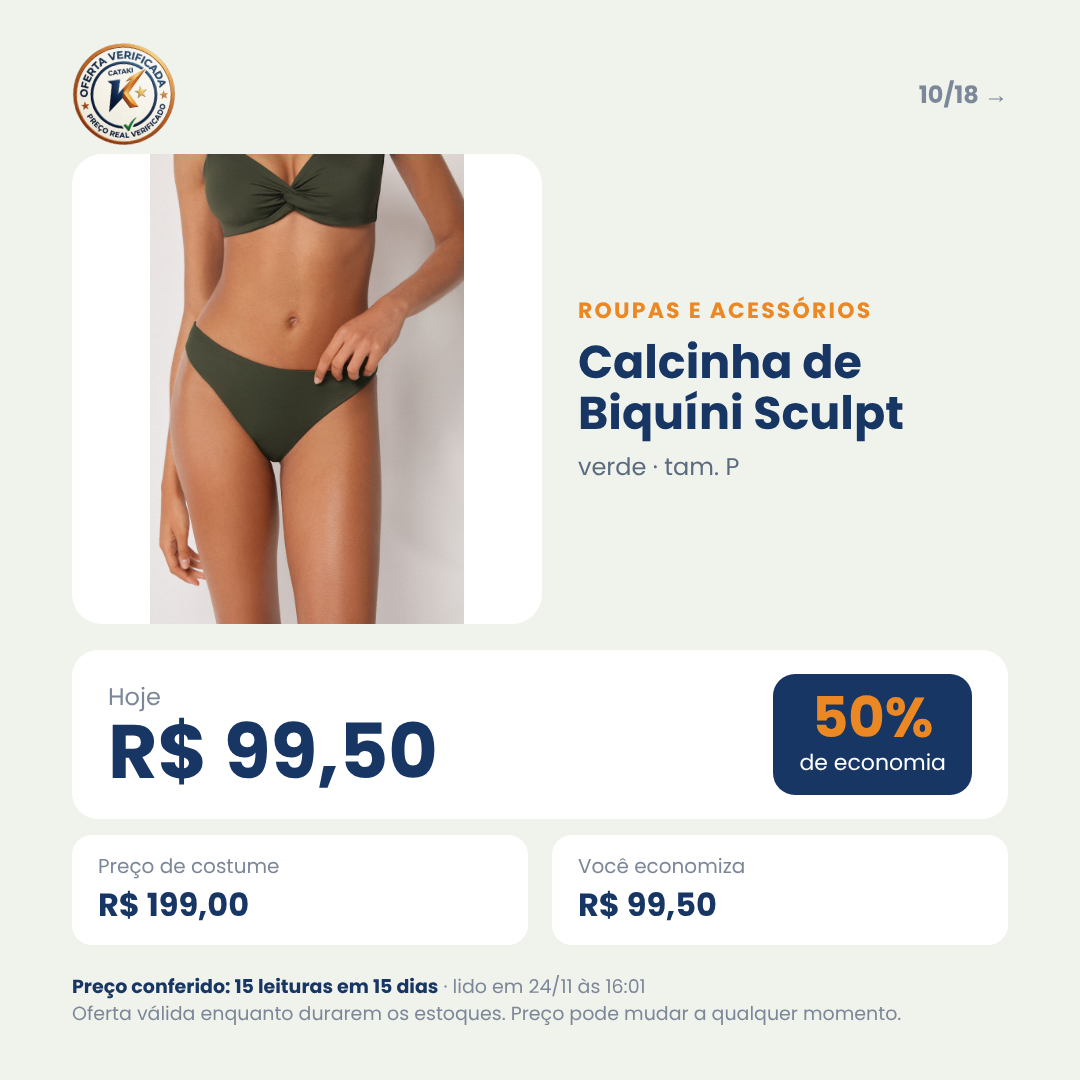 OFERTA VERIFICADA
CATAKI
K
PREÇO REAL VERIFICADO
10/18 →
ROUPAS E ACESSÓRIOS
Calcinha de
Biquíni Sculpt
verde · tam. P
Hoje
R$ 99,50
50%
de economia
Preço de costume
R$ 199,00
Você economiza
R$ 99,50
Preço conferido: 15 leituras em 15 dias · lido em 24/11 às 16:01
Oferta válida enquanto durarem os estoques. Preço pode mudar a qualquer momento.